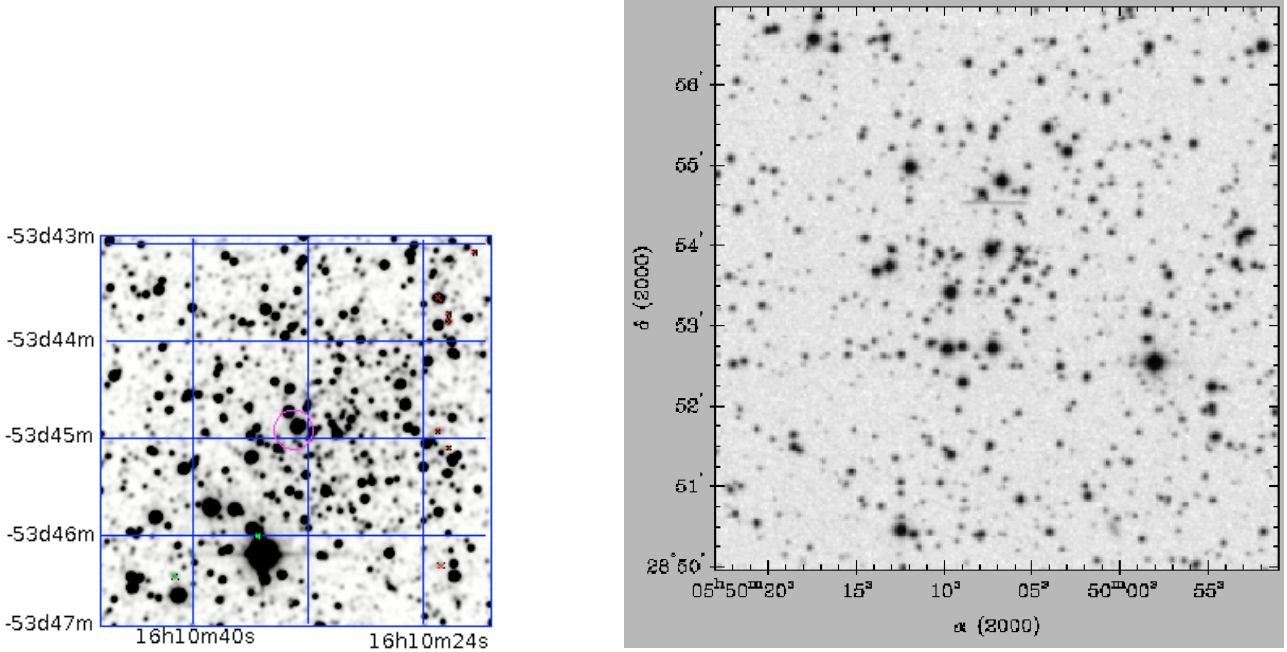 -53d43m
-53d44m
-53d45m
-53d46m
-53d47m
16h10m40s
16h10m24s
56'
55'
54'
53'
52'
51'
28°50'
δ (2000)
05ʰ50ᵐ20ˢ
15ˢ
10ˢ
05ˢ
50ᵐ00ˢ
55ˢ
α (2000)